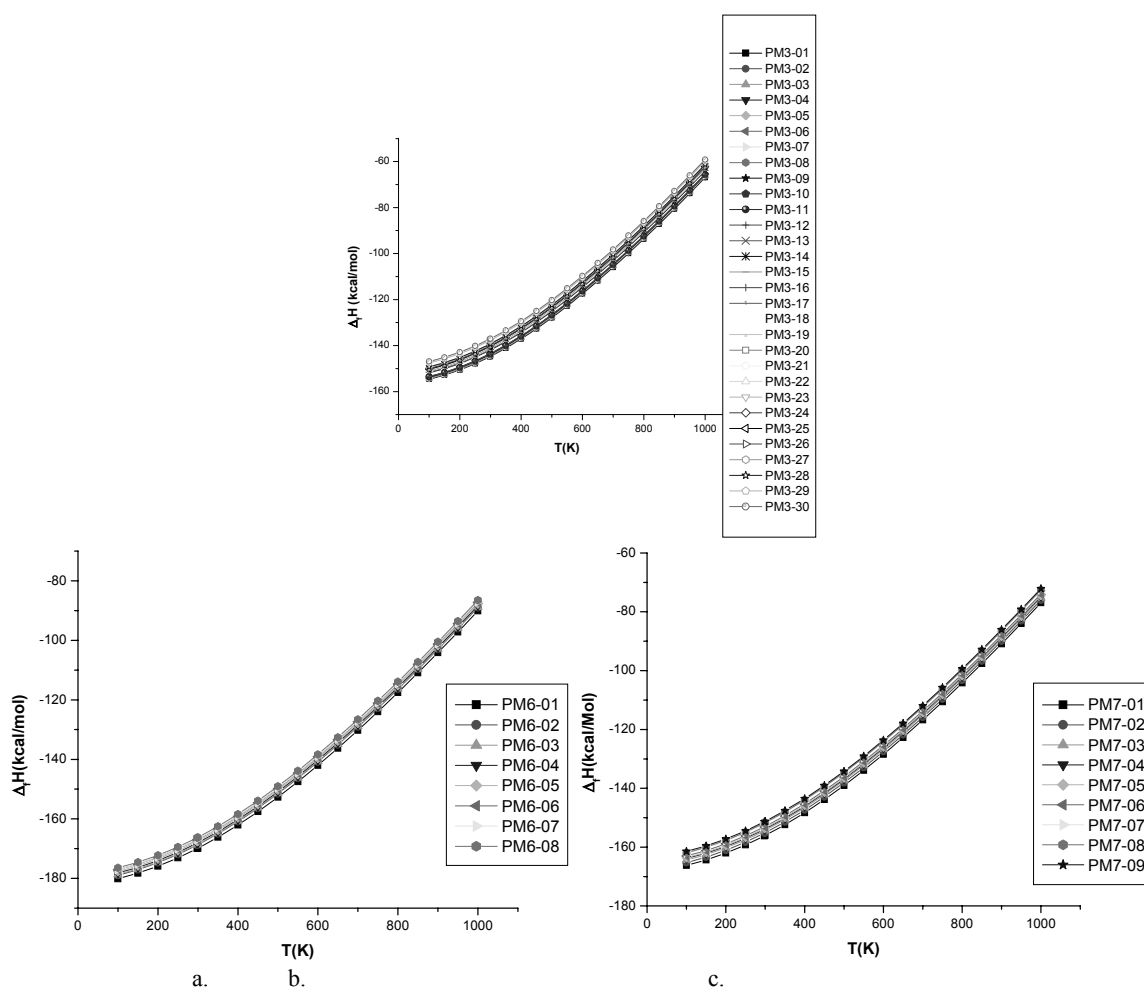 PM3-01
PM3-02
PM3-03
PM3-04
PM3-05
PM3-06
PM3-07
PM3-08
PM3-09
PM3-10
PM3-11
PM3-12
PM3-13
PM3-14
PM3-15
PM3-16
PM3-17
PM3-18
PM3-19
PM3-20
PM3-21
PM3-22
PM3-23
PM3-24
PM3-25
PM3-26
PM3-27
PM3-28
PM3-29
PM3-30
-60
-80
-100
-120
-140
-160
ΔfH (kcal/mol)
0 200 400 600 800 1000
T(K)
-80
-100
-120
-140
-160
-180
ΔfH(kcal/mol)
0 200 400 600 800 1000
T(K)
PM6-01
PM6-02
PM6-03
PM6-04
PM6-05
PM6-06
PM6-07
PM6-08
-60
-80
-100
-120
-140
-160
-180
ΔfH(kcal/Mol)
0 200 400 600 800 1000
T(K)
PM7-01
PM7-02
PM7-03
PM7-04
PM7-05
PM7-06
PM7-07
PM7-08
PM7-09
a. b. c.